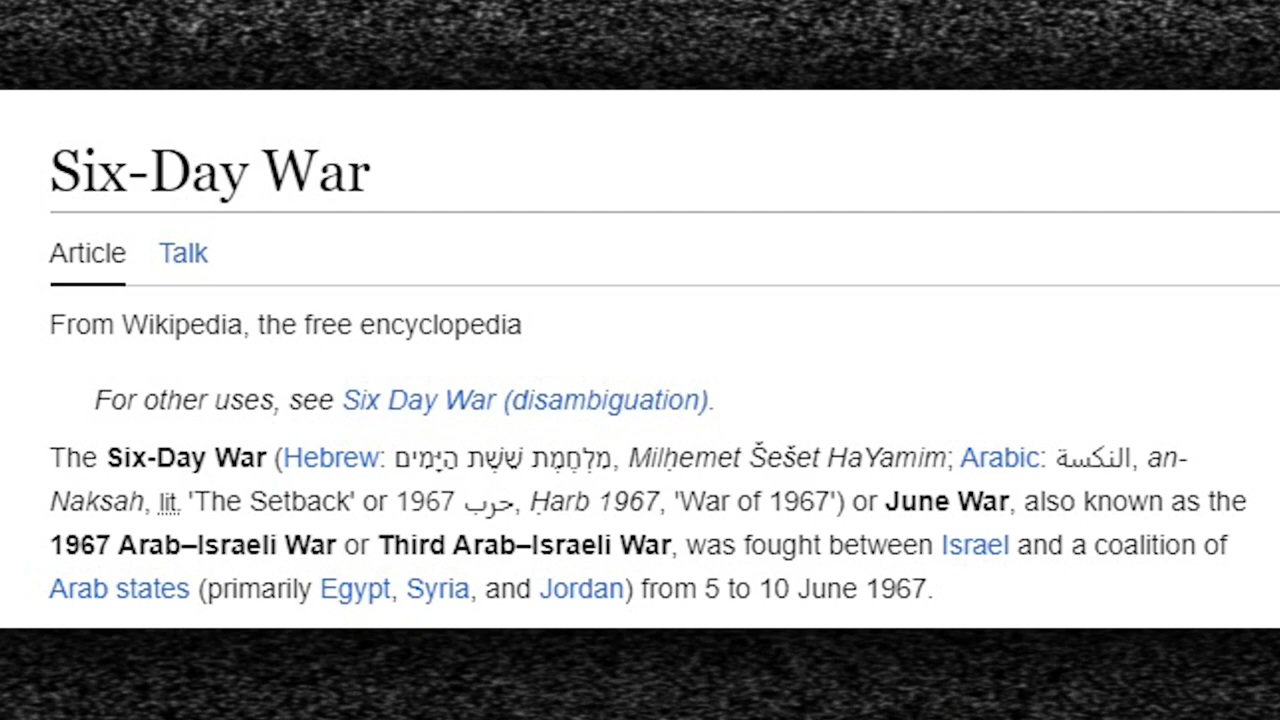 Six-Day War
Article Talk
From Wikipedia, the free encyclopedia
For other uses, see Six Day War (disambiguation).
The Six-Day War (Hebrew: מִלְחֶמֶת שֵׁשֶׁת הַיָּמִים, Milḥemet Šešet HaYamim; Arabic: النكسة, an-
Naksah, lit. 'The Setback' or 1967 حرب, Ḥarb 1967, 'War of 1967') or June War, also known as the
1967 Arab–Israeli War or Third Arab–Israeli War, was fought between Israel and a coalition of
Arab states (primarily Egypt, Syria, and Jordan) from 5 to 10 June 1967.